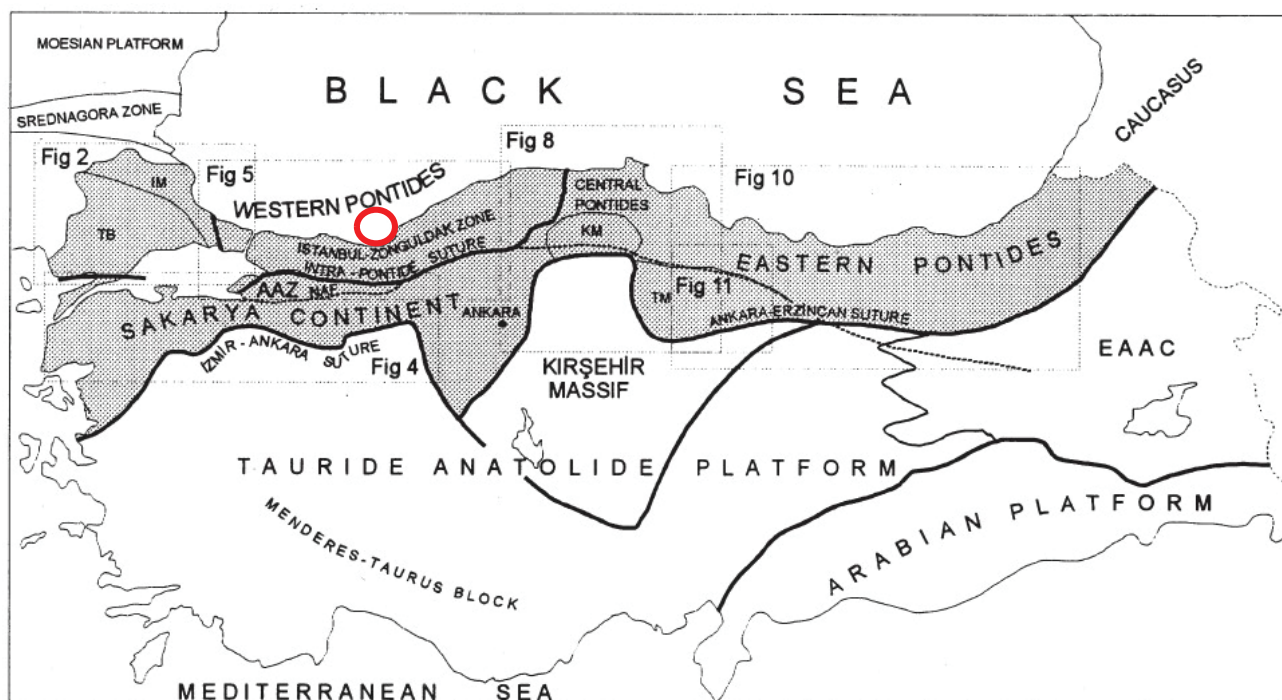 MOESIAN PLATFORM
BLACK SEA
SREDNAGORA ZONE
CAUCASUS
Fig 2
Fig 5
Fig 8
Fig 10
IM
TB
WESTERN PONTIDES
CENTRAL
PONTIDES
KM
ISTANBUL-ZONGULDAK ZONE
INTRA-PONTIDE SUTURE
EASTERN PONTIDES
AAZ NAF
SAKARYA CONTINENT
ANKARA
TM
Fig 11
ANKARA-ERZİNCAN SUTURE
İZMİR - ANKARA
SUTURE
Fig 4
KIRŞEHİR
MASSIF
EAAC
TAURIDE ANATOLIDE PLATFORM
MENDERES-TAURUS BLOCK
ARABIAN PLATFORM
MEDITERRANEAN SEA